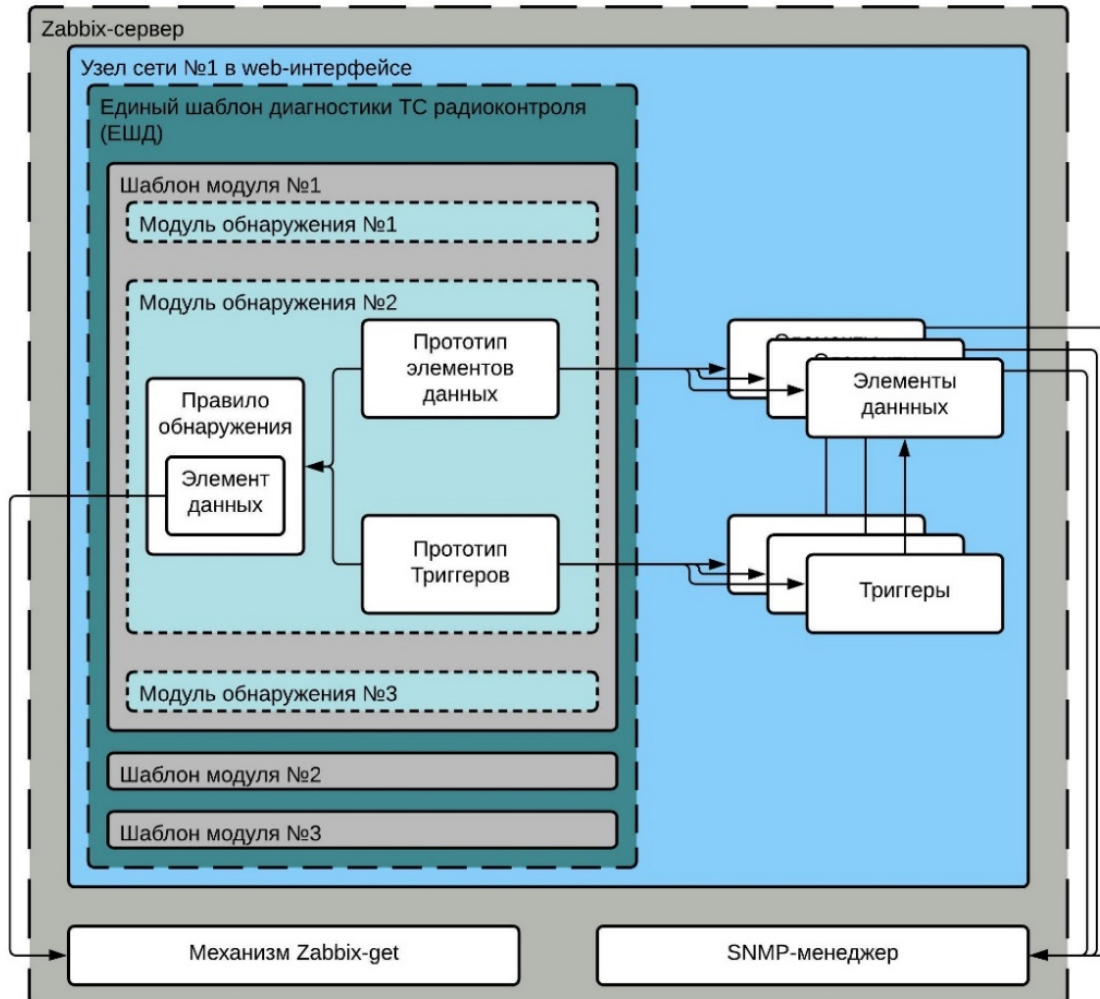 Zabbix-сервер
Узел сети №1 в web-интерфейсе
Единый шаблон диагностики ТС радиоконтроля
(ЕШД)
Шаблон модуля №1
Модуль обнаружения №1
Модуль обнаружения №2
Прототип
элементов
данных
Правило
обнаружения
Элемент
данных
Прототип
Триггеров
Элементы
даннных
Триггеры
Модуль обнаружения №3
Шаблон модуля №2
Шаблон модуля №3
Механизм Zabbix-get
SNMP-менеджер